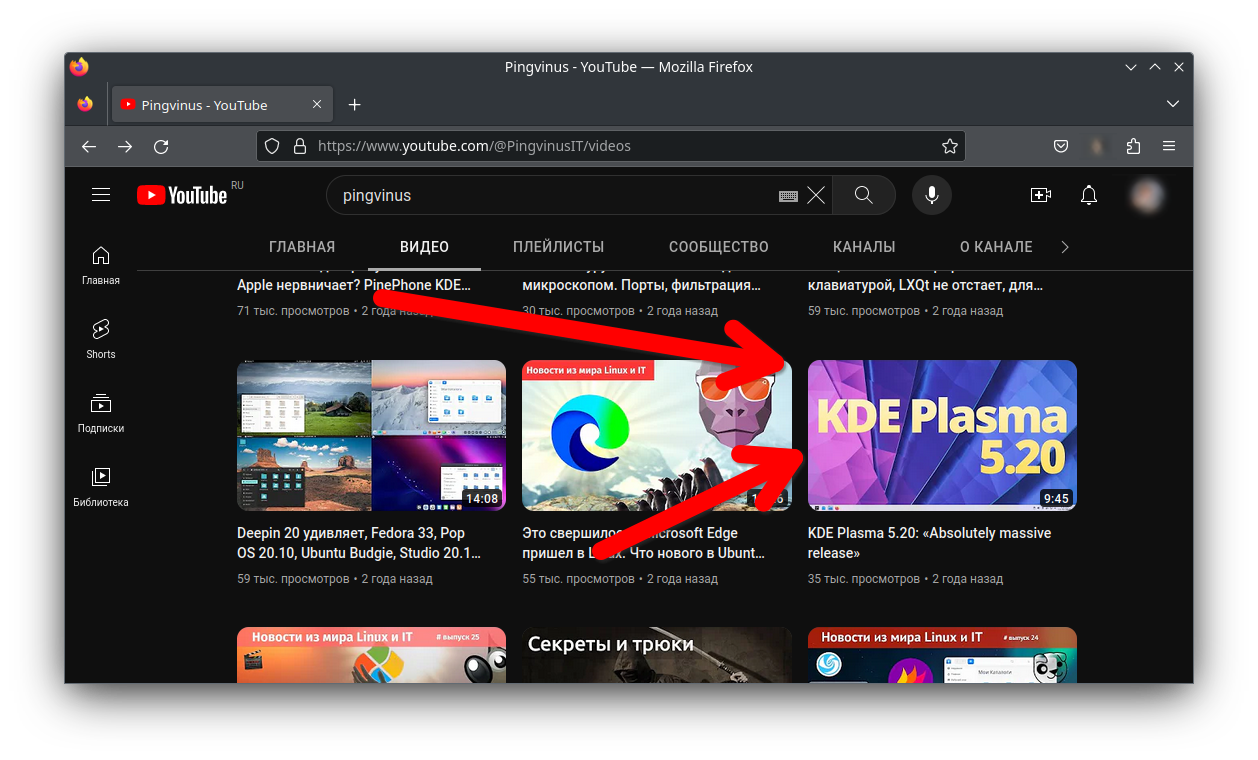 Pingvinus - YouTube — Mozilla Firefox
Pingvinus - YouTube
https://www.youtube.com/@PingvinusIT/videos
YouTube RU
pingvinus
ГЛАВНАЯ ВИДЕО ПЛЕЙЛИСТЫ СООБЩЕСТВО КАНАЛЫ О КАНАЛЕ
Главная
Shorts
Подписки
Библиотека
Apple нервничает? PinePhone KDE…
71 тыс. просмотров • 2 года назад
микроскопом. Порты, фильтрация…
30 тыс. просмотров • 2 года назад
клавиатурой, LXQt не отстает, для…
59 тыс. просмотров • 2 года назад
14:08
Deepin 20 удивляет, Fedora 33, Pop
OS 20.10, Ubuntu Budgie, Studio 20.1…
59 тыс. просмотров • 2 года назад
Новости из мира Linux и IT
Это Microsoft Edge
пришел в Что нового в Ubunt…
55 тыс. просмотров • 2 года назад
KDE Plasma
5.20
9:45
KDE Plasma 5.20: «Absolutely massive
release»
35 тыс. просмотров • 2 года назад
Новости из мира Linux и IT # выпуск 25
Секреты и трюки
Новости из мира Linux и IT # выпуск 24
Мои Каталоги